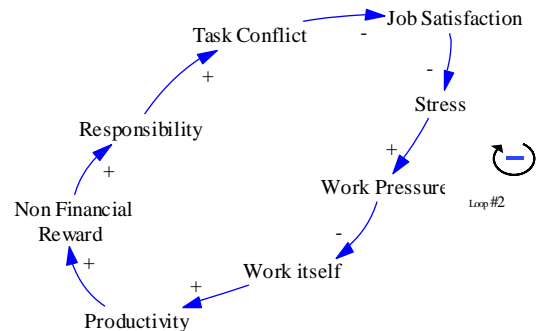 Job Satisfaction
-
Task Conflict
-
+
Stress
Responsibility
+
+
Work Pressure
Loop #2
Non Financial
Reward
-
+
Work itself
+
Productivity